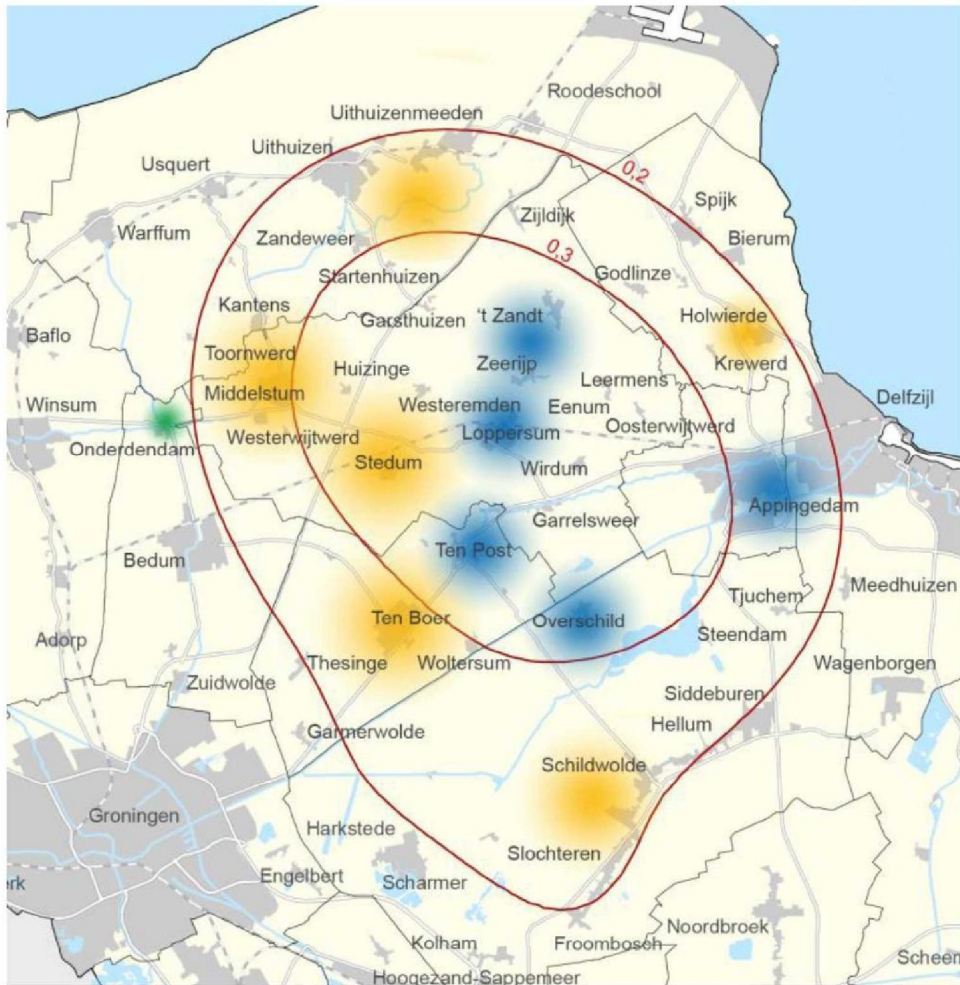 Roodeschool
Uithuizenmeeden
Uithuizen
Usquert
0,2
Spijk
Zijldijk
Warffum
Zandeweer
Bierum
0,3
Startenhuizen
Godlinze
Kantens
Garsthuizen
't Zandt
Holwierde
Baflo
Toornwerd
Huizinge
Zeerijp
Krewerd
Leermens
Middelstum
Winsum
Westeremden
Eenum
Delfzijl
Oosterwijtwerd
Westerwijtwerd
Loppersum
Onderdendam
Stedum
Wirdum
Appingedam
Garrelsweer
Ten Post
Bedum
Meedhuizen
Tjuchem
Ten Boer
Overschild
Adorp
Steendam
Thesinge
Woltersum
Wagenborgen
Zuidwolde
Siddeburen
Hellum
Garmerwolde
Schildwolde
Groningen
Harkstede
Slochteren
Engelbert
Scharmer
erk
Noordbroek
Kolham
Froombosch
Scheem
Hoogezand-Sappemeer